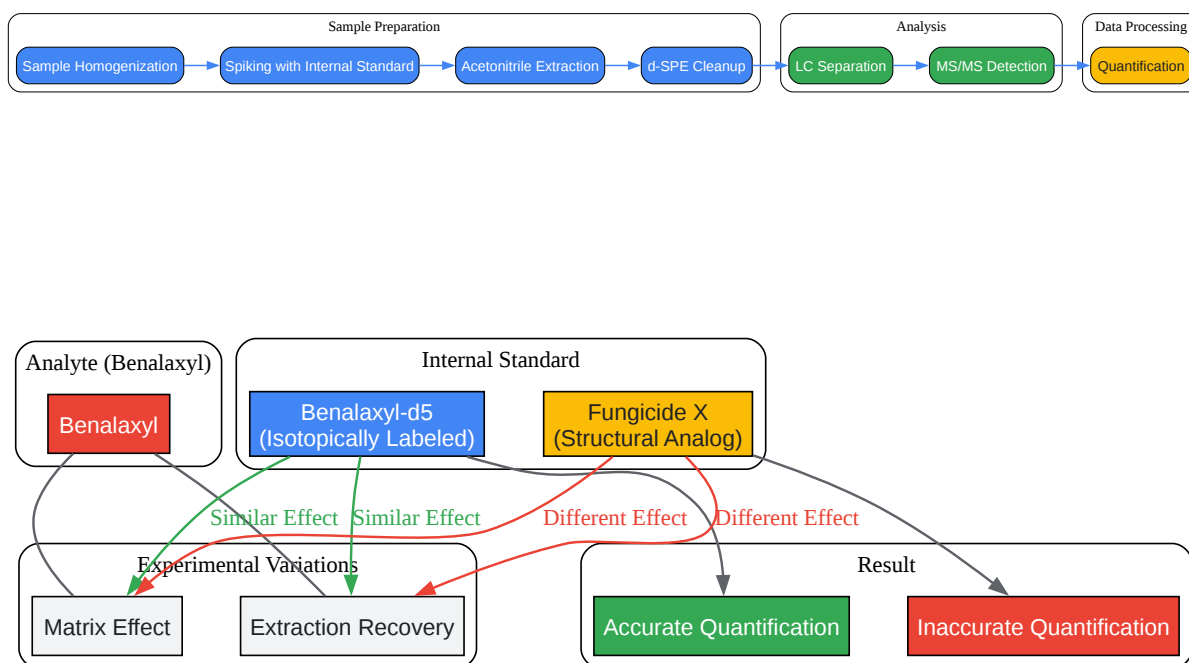 Sample Preparation
Analysis
Data Processing
Sample Homogenization
Spiking with Internal Standard
Acetonitrile Extraction
d-SPE Cleanup
LC Separation
MS/MS Detection
Quantification
Analyte (Benalaxyl)
Internal Standard
Benalaxyl
Benalaxyl-d5
(Isotopically Labeled)
Fungicide X
(Structural Analog)
Similar Effect
Similar Effect
Different Effect
Different Effect
Experimental Variations
Result
Matrix Effect
Extraction Recovery
Accurate Quantification
Inaccurate Quantification